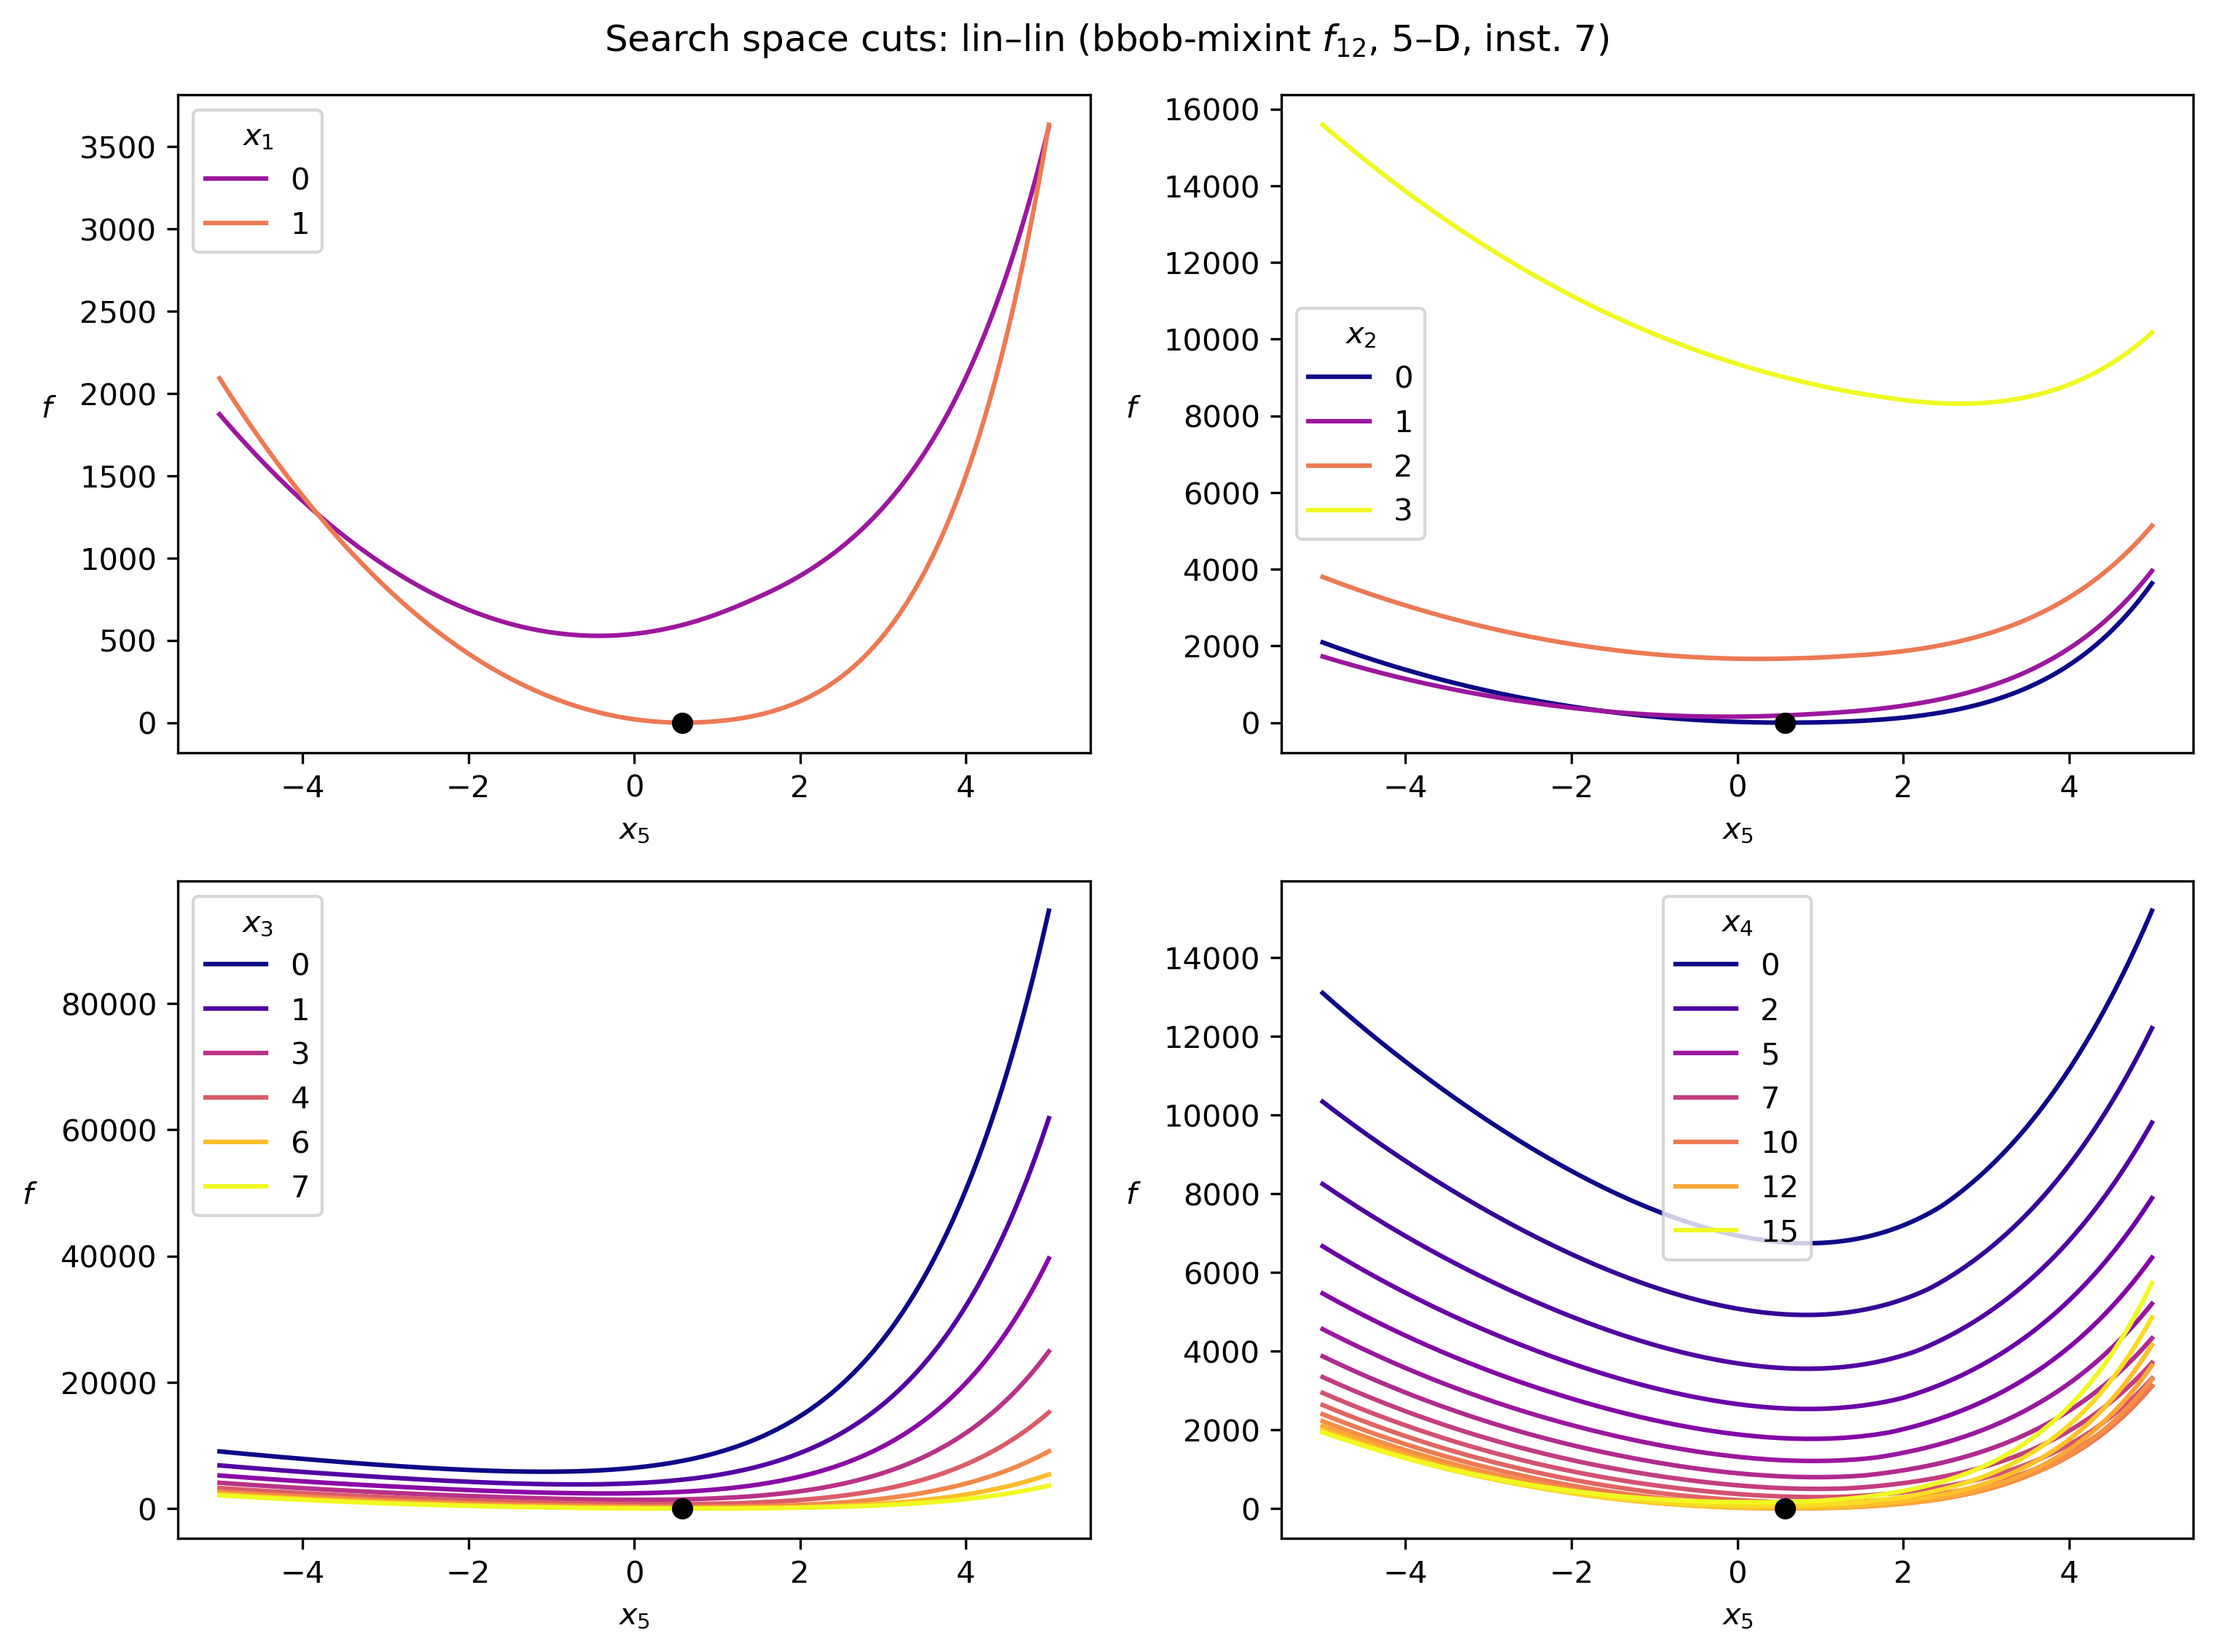 Search space cuts: lin–lin (bbob-mixint f12, 5–D, inst. 7)
x1
0
1
3500
3000
2500
2000
1500
1000
500
0
f
−4 −2 0 2 4
x5
x2
0
1
2
3
16000
14000
12000
10000
8000
6000
4000
2000
0
f
−4 −2 0 2 4
x5
x3
0
1
3
4
6
7
80000
60000
40000
20000
0
f
−4 −2 0 2 4
x5
x4
0
2
5
7
10
12
15
14000
12000
10000
8000
6000
4000
2000
0
f
−4 −2 0 2 4
x5